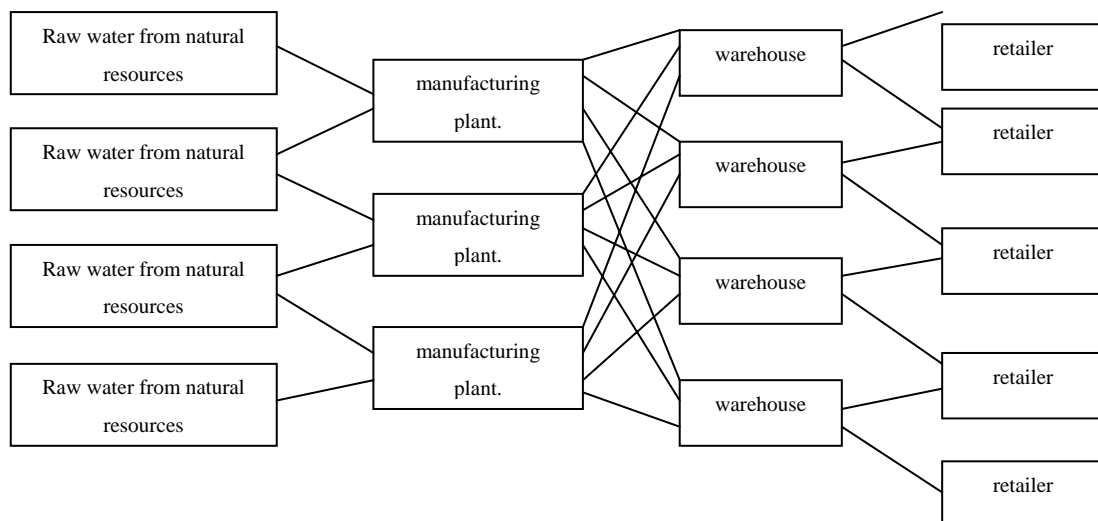 Raw water from natural
resources
Raw water from natural
resources
Raw water from natural
resources
Raw water from natural
resources
manufacturing
plant.
manufacturing
plant.
manufacturing
plant.
warehouse
warehouse
warehouse
warehouse
retailer
retailer
retailer
retailer
retailer